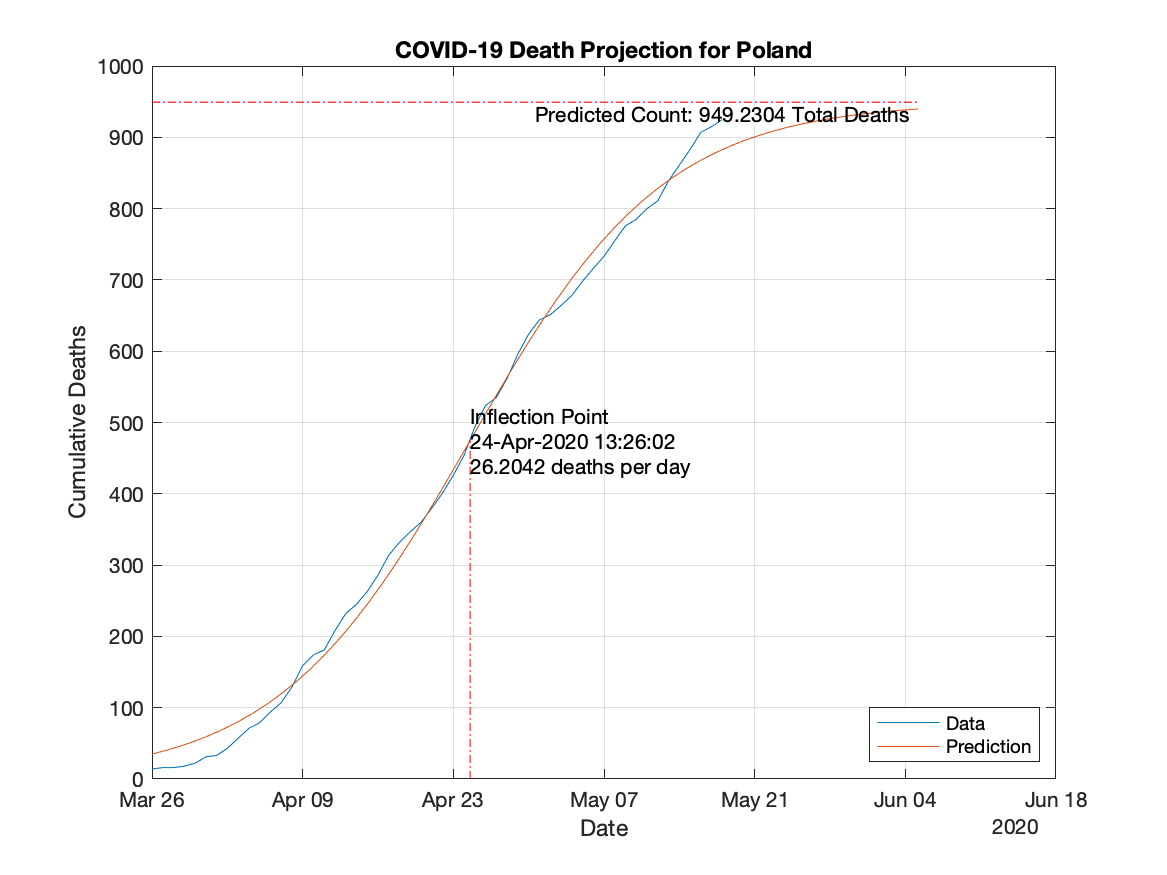 COVID-19 Death Projection for Poland
1000
900
800
700
600
500
400
300
200
100
0
Cumulative Deaths
Predicted Count: 949.2304 Total Deaths
Inflection Point
24-Apr-2020 13:26:02
26.2042 deaths per day
Data
Prediction
Mar 26
Apr 09
Apr 23
May 07
May 21
Jun 04
Jun 18
Date
2020